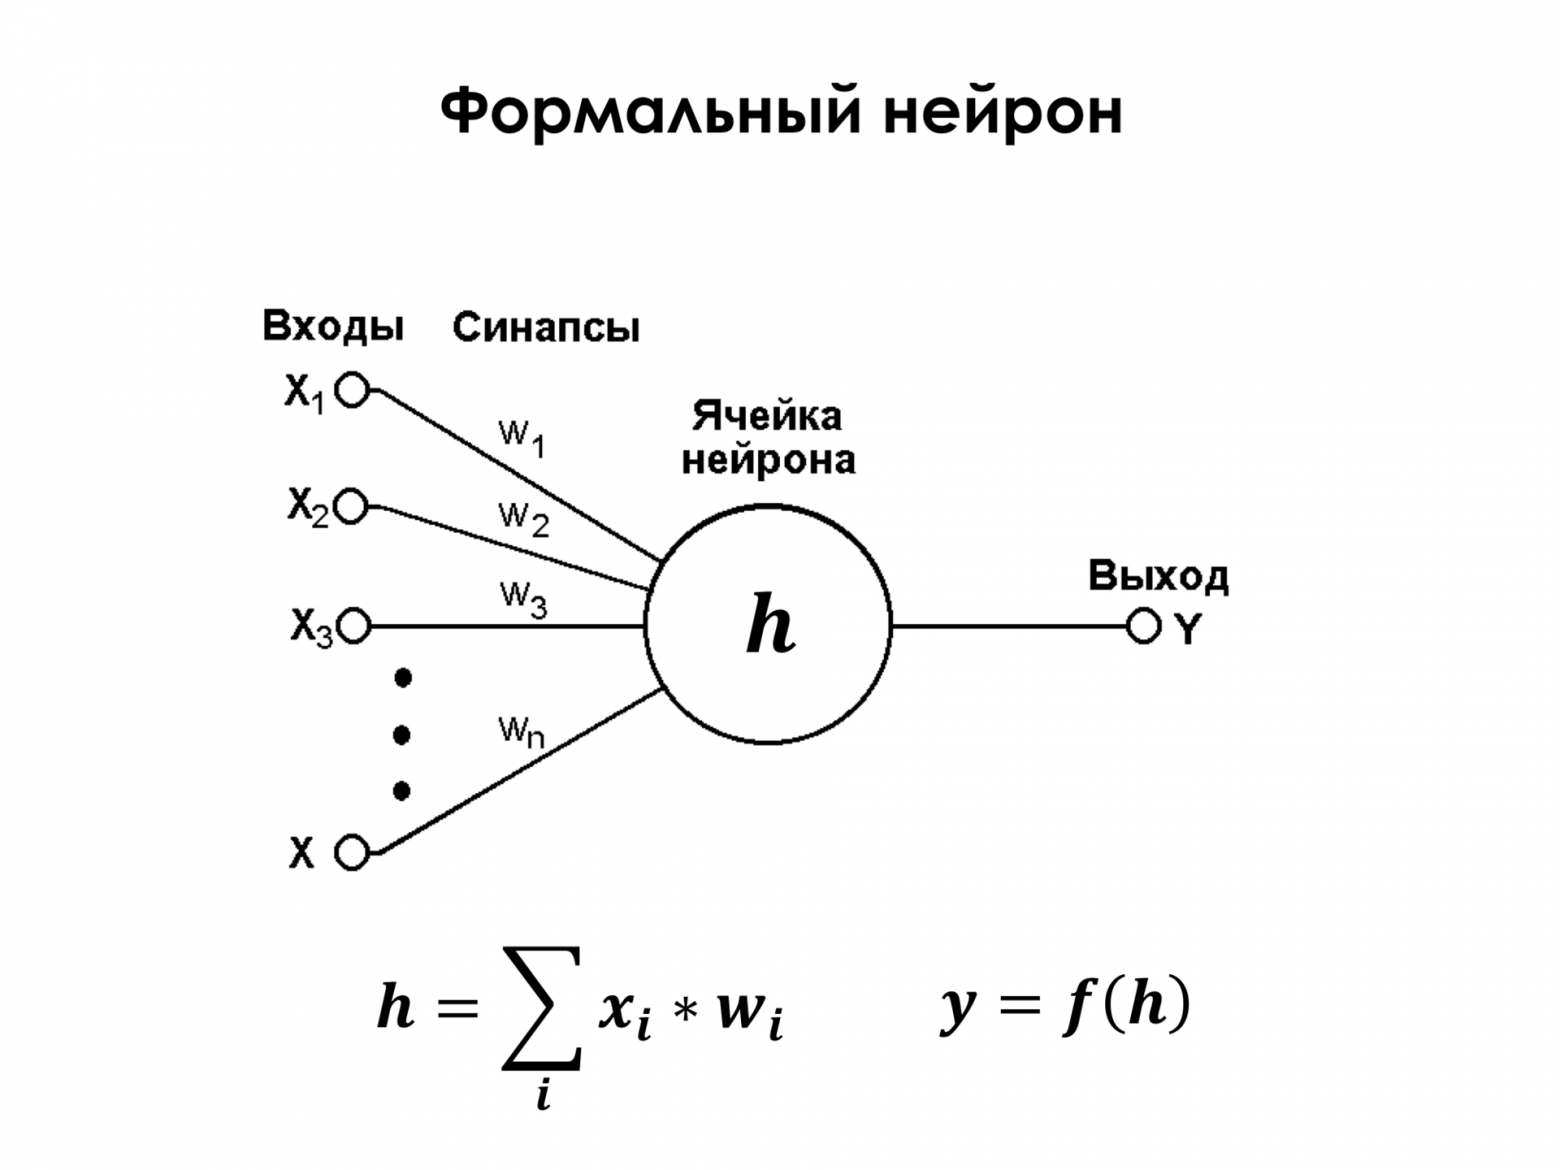 Формальный нейрон
Входы Синапсы
X₁
w₁
Ячейка
нейрона
X₂
w₂
Выход
w₃
X₃
h
Y
wₙ
X
h = ∑ᵢ xᵢ * wᵢ
y = f(h)